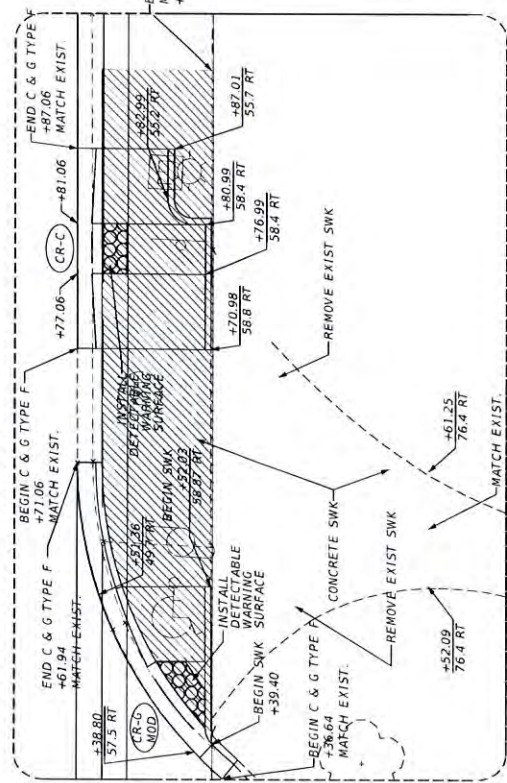 END C & G TYPE F
+87.06
MATCH EXIST.
+81.06
CR-C
+77.06
BEGIN C & G TYPE F
+71.06
MATCH EXIST.
END C & G TYPE F
+61.94
MATCH EXIST.
+82.99
55.2 RT
+87.01
55.7 RT
+80.99
58.4 RT
+76.99
58.4 RT
+70.98
58.8 RT
INSTALL
DETECTABLE
WARNING
SURFACE
+51.36
BEGIN SWK
+52.23
INSTALL
DETECTABLE
WARNING
SURFACE
+38.80
57.5 RT
CR-G
MOD.
BEGIN SWK
+39.40
BEGIN C & G TYPE F
+36.64
MATCH EXIST.
CONCRETE SWK
REMOVE EXIST SWK
REMOVE EXIST SWK
+61.25
76.4 RT
+52.09
76.4 RT
MATCH EXIST.